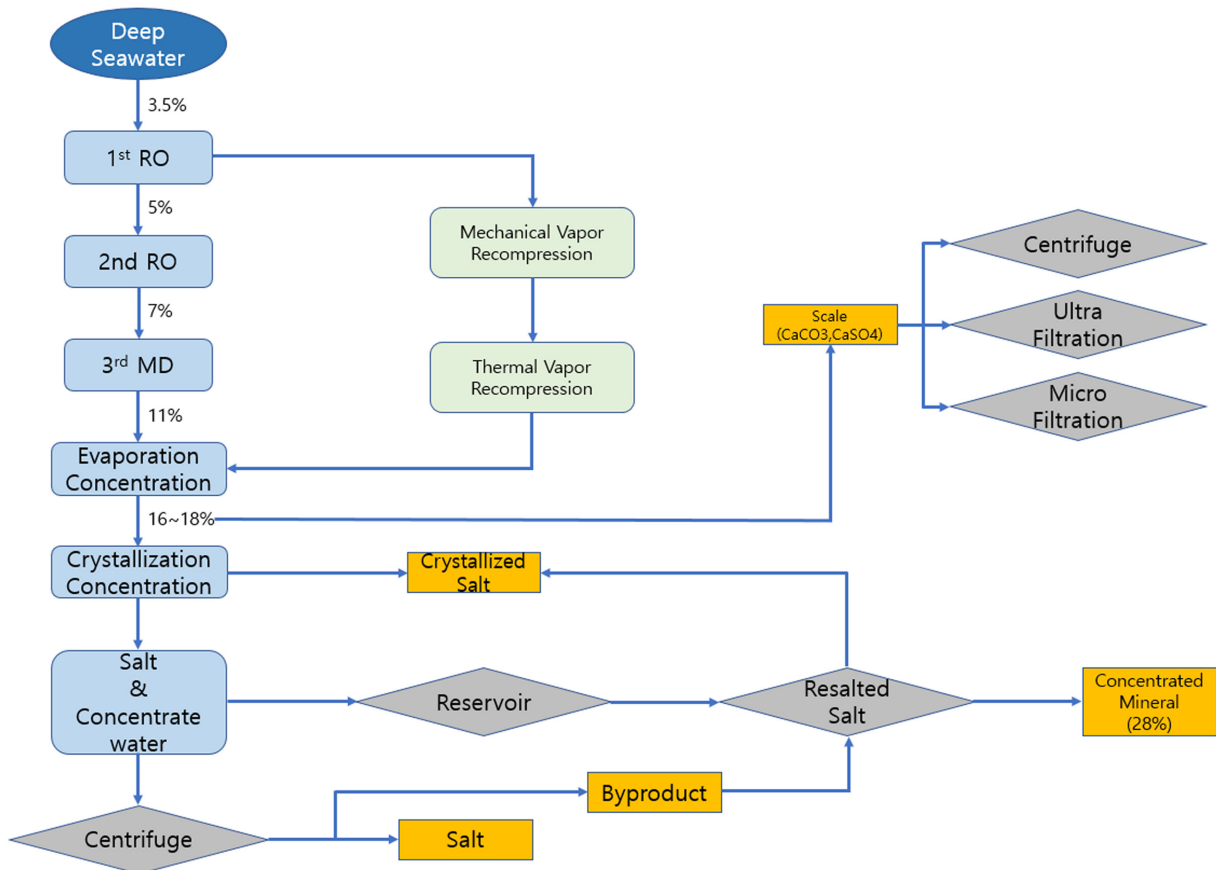 Deep
Seawater
3.5%
1st RO
5%
Mechanical Vapor
Recompression
2nd RO
Centrifuge
7%
Scale
(CaCO3,CaSO4)
Ultra
Filtration
3rd MD
Thermal Vapor
Recompression
11%
Micro
Filtration
Evaporation
Concentration
16~18%
Crystallization
Concentration
Crystallized
Salt
Salt
&
Concentrate
water
Reservoir
Resalted
Salt
Concentrated
Mineral
(28%)
Byproduct
Centrifuge
Salt